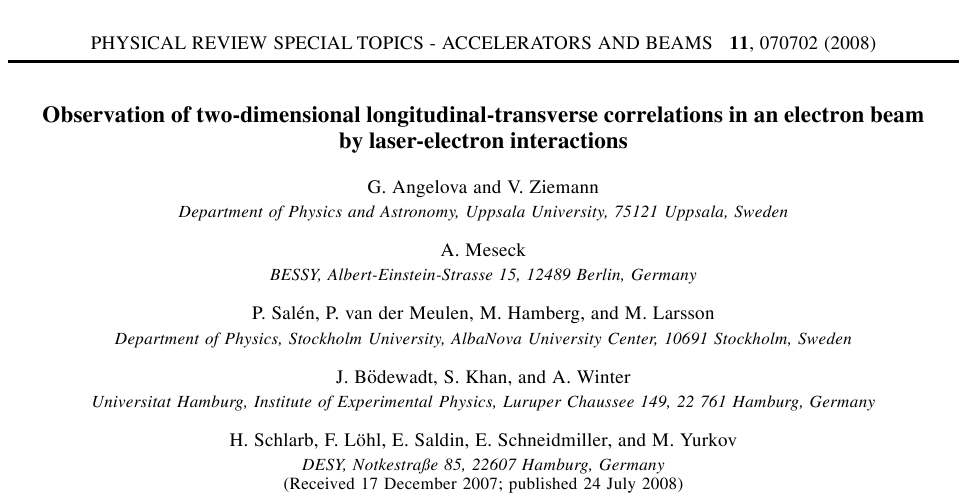 PHYSICAL REVIEW SPECIAL TOPICS - ACCELERATORS AND BEAMS 11, 070702 (2008)
Observation of two-dimensional longitudinal-transverse correlations in an electron beam
by laser-electron interactions
G. Angelova and V. Ziemann
Department of Physics and Astronomy, Uppsala University, 75121 Uppsala, Sweden
A. Meseck
BESSY, Albert-Einstein-Strasse 15, 12489 Berlin, Germany
P. Salén, P. van der Meulen, M. Hamberg, and M. Larsson
Department of Physics, Stockholm University, AlbaNova University Center, 10691 Stockholm, Sweden
J. Bödewadt, S. Khan, and A. Winter
Universitat Hamburg, Institute of Experimental Physics, Luruper Chaussee 149, 22 761 Hamburg, Germany
H. Schlarb, F. Löhl, E. Saldin, E. Schneidmiller, and M. Yurkov
DESY, Notkestraße 85, 22607 Hamburg, Germany
(Received 17 December 2007; published 24 July 2008)